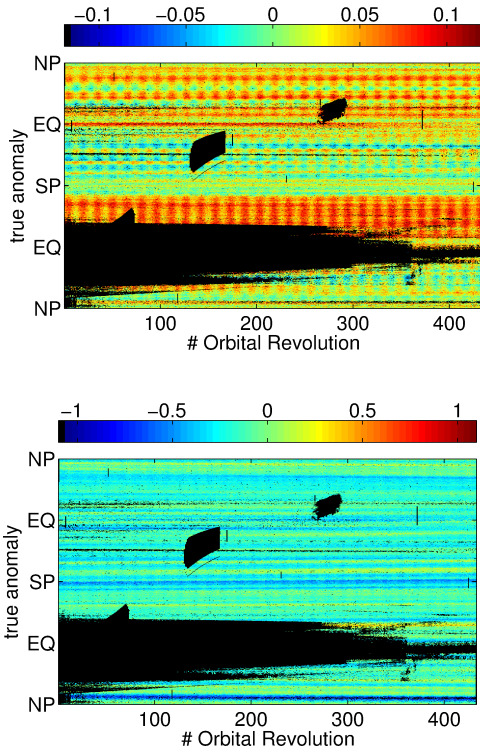 −0.1 −0.05 0 0.05 0.1
NP
EQ
SP
EQ
NP
true anomaly
100 200 300 400
# Orbital Revolution
−1 −0.5 0 0.5 1
NP
EQ
SP
EQ
NP
true anomaly
100 200 300 400
# Orbital Revolution